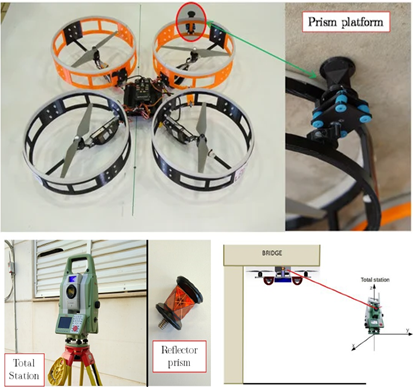 Prism platform
Total
Station
Reflector
prism
BRIDGE
Total station
z
x
y